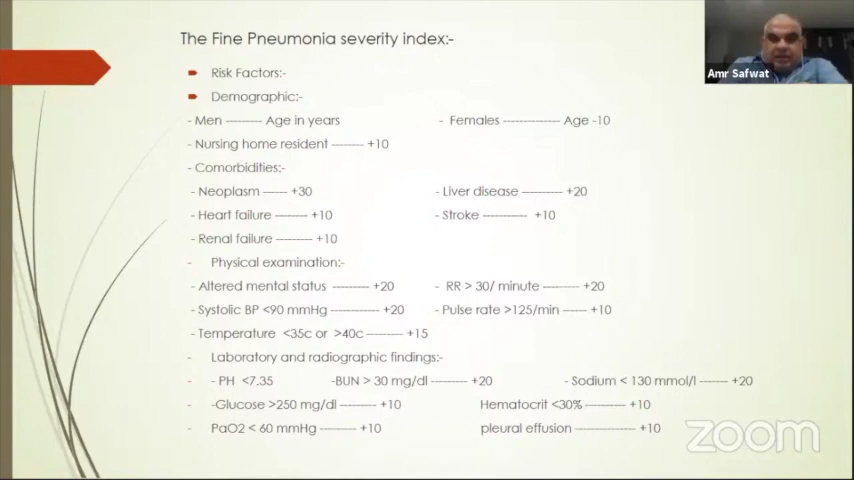 The Fine Pneumonia severity index:-
Amr Safwat
Risk Factors:-
Demographic:-
- Men -------- Age in years - Females ------------- Age -10
- Nursing home resident -------- +10
- Comorbidities:-
- Neoplasm ------ +30 - Liver disease ---------- +20
- Heart failure -------- +10 - Stroke ----------- +10
- Renal failure --------- +10
- Physical examination:-
- Altered mental status --------- +20 - RR > 30/ minute --------- +20
- Systolic BP <90 mmHg ------------ +20 - Pulse rate >125/min ------ +10
- Temperature <35c or >40c --------- +15
- Laboratory and radiographic findings:-
- - PH <7.35 -BUN > 30 mg/dl --------- +20 - Sodium < 130 mmol/l ------- +20
- -Glucose >250 mg/dl --------- +10 Hematocrit <30% ---------- +10
- PaO2 < 60 mmHg --------- +10 pleural effusion --------------- +10
zoom